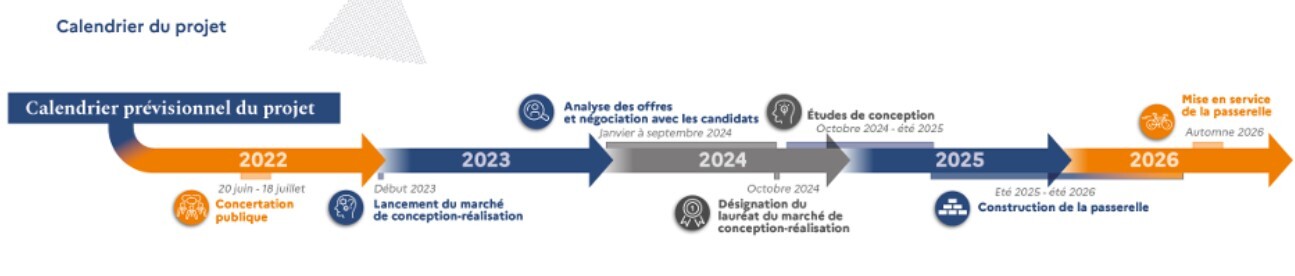 Calendrier du projet
Calendrier prévisionnel du projet
2022
20 juin - 18 juillet
Concertation
publique
2023
Début 2023
Lancement du marché
de conception-réalisation
Analyse des offres
et négociation avec les candidats
Janvier à septembre 2024
2024
Octobre 2024
Désignation du
lauréat du marché de
conception-réalisation
Études de conception
Octobre 2024 - été 2025
2025
Eté 2025 - été 2026
Construction de la passerelle
2026
Mise en service
de la passerelle
Automne 2026